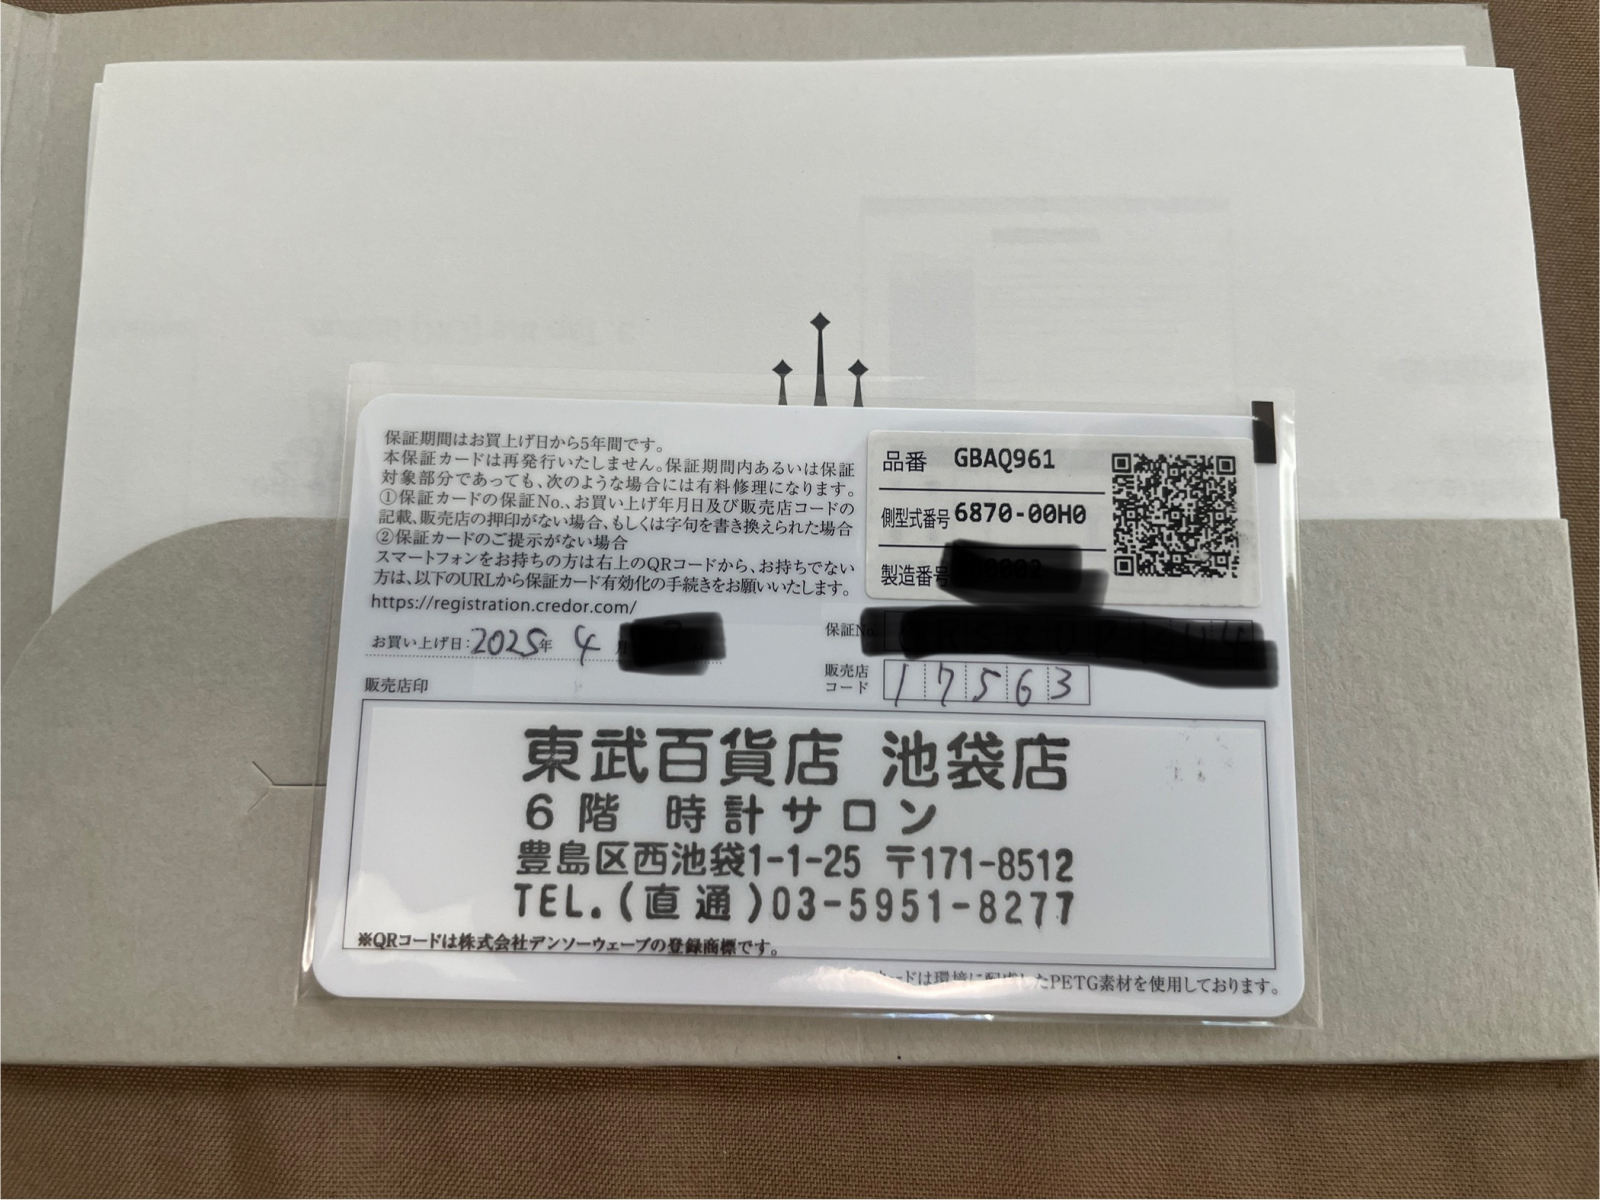 保証期間はお買上げ日から5年間です。
本保証カードは再発行いたしません。保証期間内あるいは保証
対象部分であっても、次のような場合には有料修理になります。
①保証カードの保証No.、お買い上げ年月日及び販売店コードの
記載、販売店の押印がない場合、もしくは字句を書き換えられた場合
②保証カードのご提示がない場合
スマートフォンをお持ちの方は右上のQRコードから、お持ちでない
方は、以下のURLから保証カード有効化の手続きをお願いいたします。
https://registration.credor.com/
品番 GBAQ961
側型式番号 6870-00H0
製造番号
お買い上げ日:2025年 4月
保証No.
販売店
コード 17563
販売店印
東武百貨店 池袋店
6階 時計サロン
豊島区西池袋1-1-25 〒171-8512
TEL.(直通)03-5951-8277
※QRコードは株式会社デンソーウェーブの登録商標です。
カードは環境に配慮したPETG素材を使用しております。